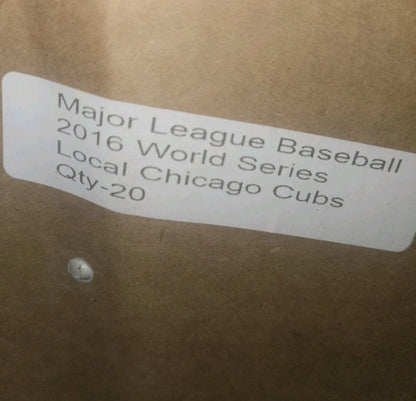 Major League Baseball
2016 World Series
Local Chicago Cubs
Qty-20